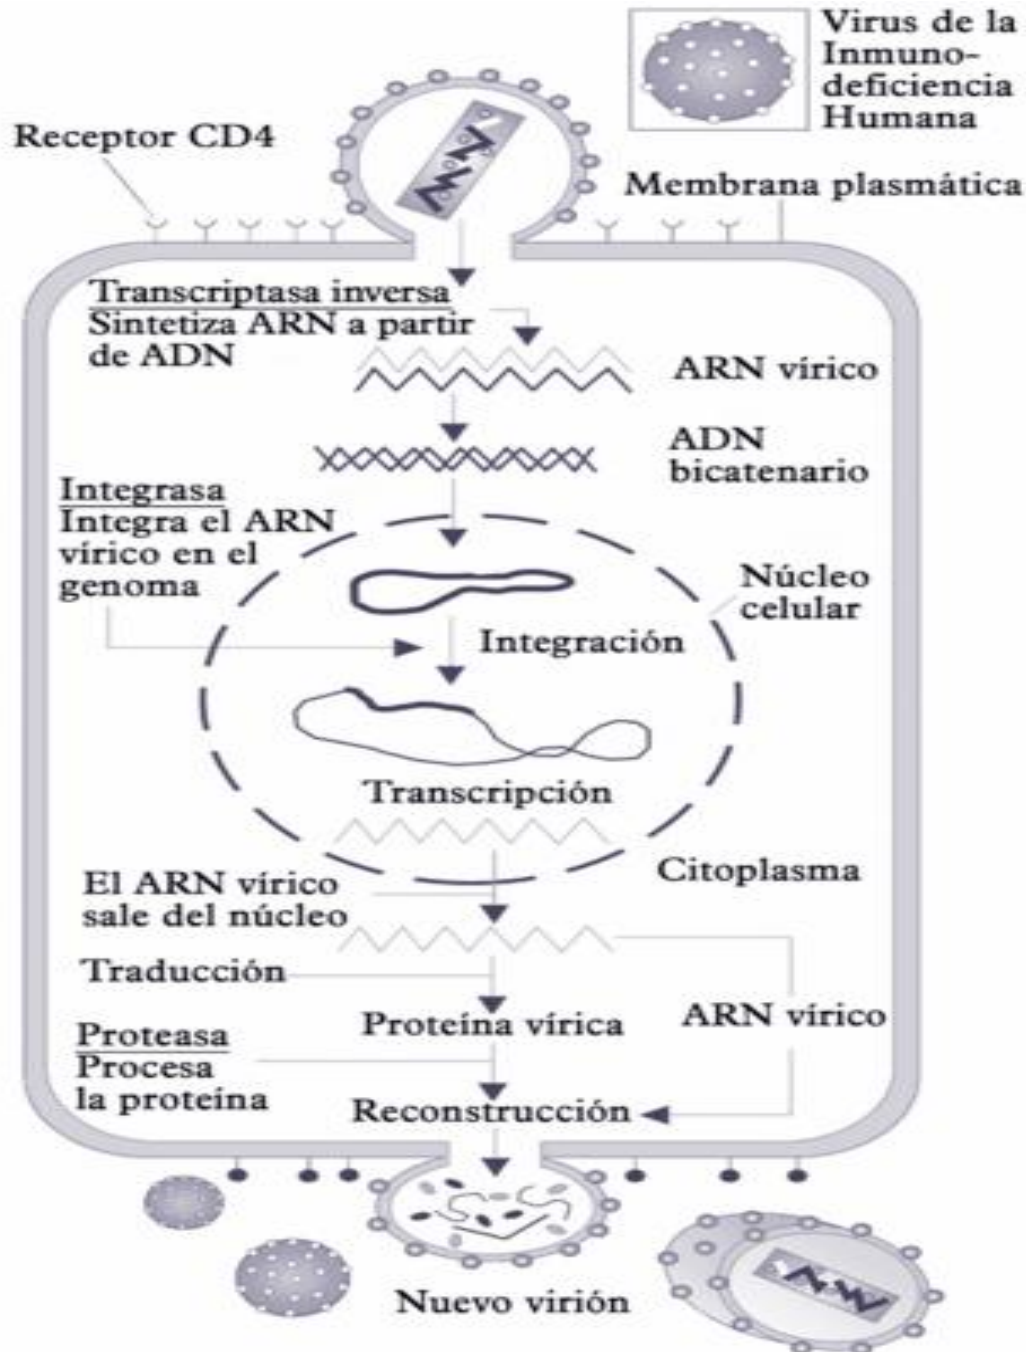 Virus de la
Inmuno-
deficiencia
Humana
Receptor CD4
Membrana plasmática
Transcriptasa inversa
Sintetiza ARN a partir
de ADN
ARN vírico
ADN
bicatenario
Integrasa
Integra el ARN
vírico en el
genoma
Núcleo
celular
Integración
Transcripción
Citoplasma
El ARN vírico
sale del núcleo
Traducción
Proteína vírica
ARN vírico
Proteasa
Procesa
la proteína
Reconstrucción
Nuevo virión